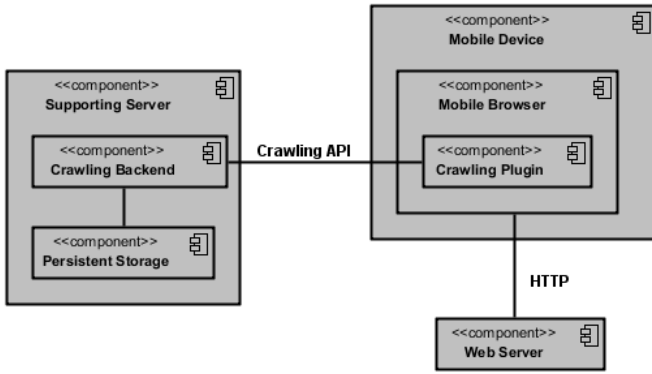 <<component>>
Mobile Device
<<component>>
Supporting Server
<<component>>
Mobile Browser
<<component>>
Crawling Backend
Crawling API
<<component>>
Crawling Plugin
<<component>>
Persistent Storage
HTTP
<<component>>
Web Server